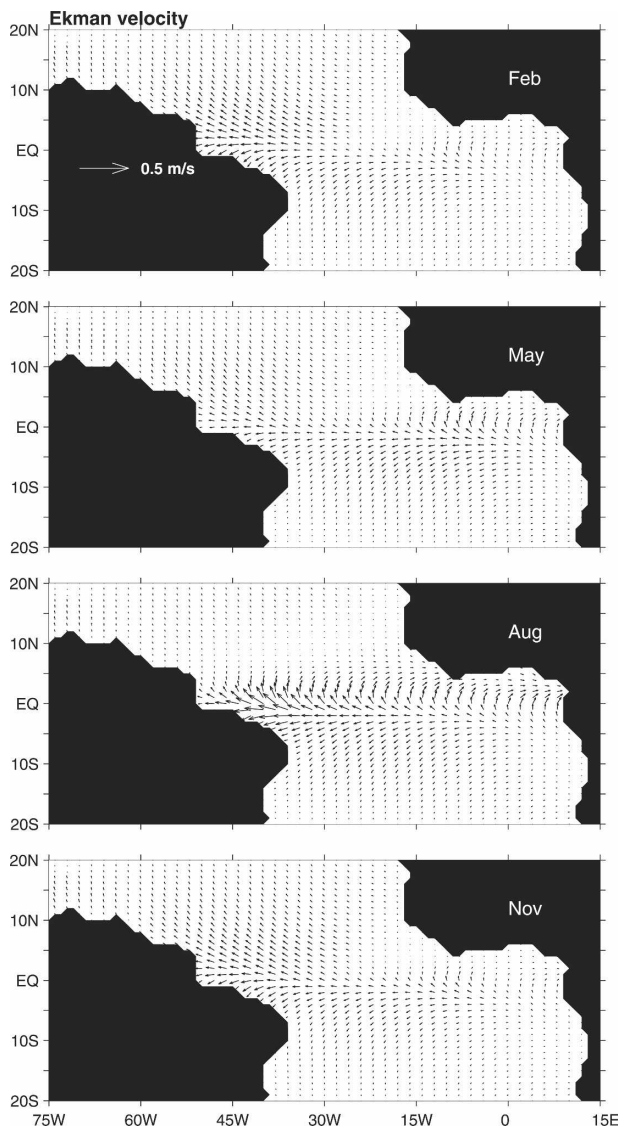 Ekman velocity
20N
10N
Feb
EQ
0.5 m/s
10S
20S
20N
10N
May
EQ
10S
20S
20N
10N
Aug
EQ
10S
20S
20N
10N
Nov
EQ
10S
20S
75W 60W 45W 30W 15W 0 15E